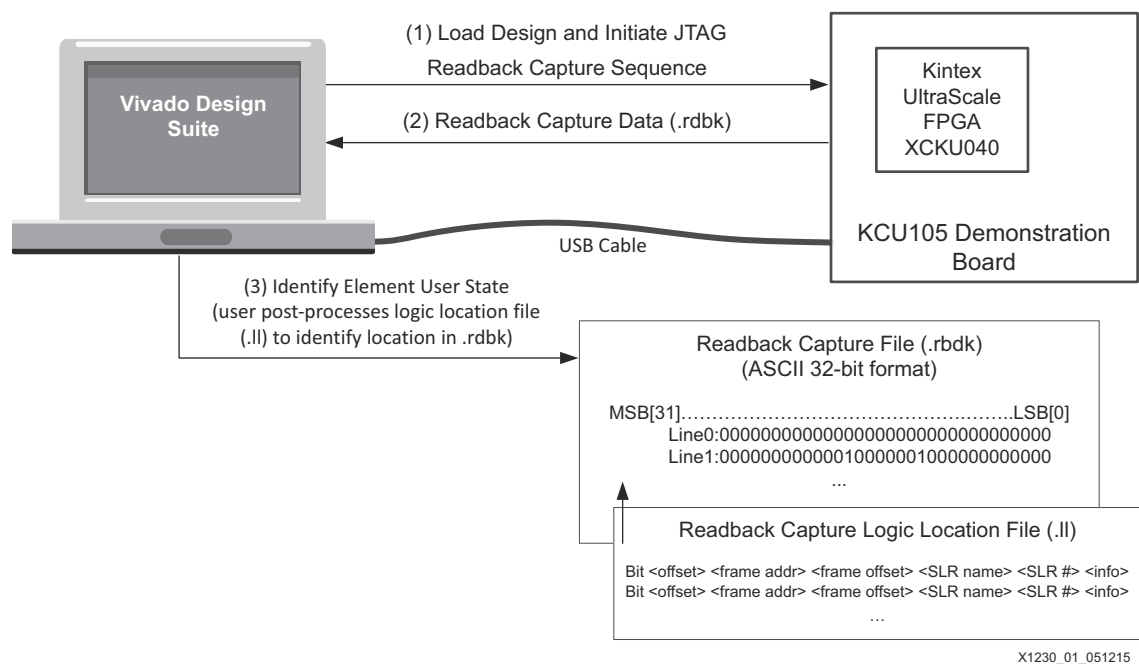 (1) Load Design and Initiate JTAG
Readback Capture Sequence
Vivado Design
Suite
(2) Readback Capture Data (.rdbk)
Kintex
UltraScale
FPGA
XCKU040
KCU105 Demonstration
Board
USB Cable
(3) Identify Element User State
(user post-processes logic location file
(.ll) to identify location in .rdbk)
Readback Capture File (.rbdk)
(ASCII 32-bit format)
MSB[31]……………………………………………………LSB[0]
Line0:00000000000000000000000000000000
Line1:00000000000010000001000000000000
...
Readback Capture Logic Location File (.ll)
Bit <offset> <frame addr> <frame offset> <SLR name> <SLR #> <info>
Bit <offset> <frame addr> <frame offset> <SLR name> <SLR #> <info>
...
X1230_01_051215